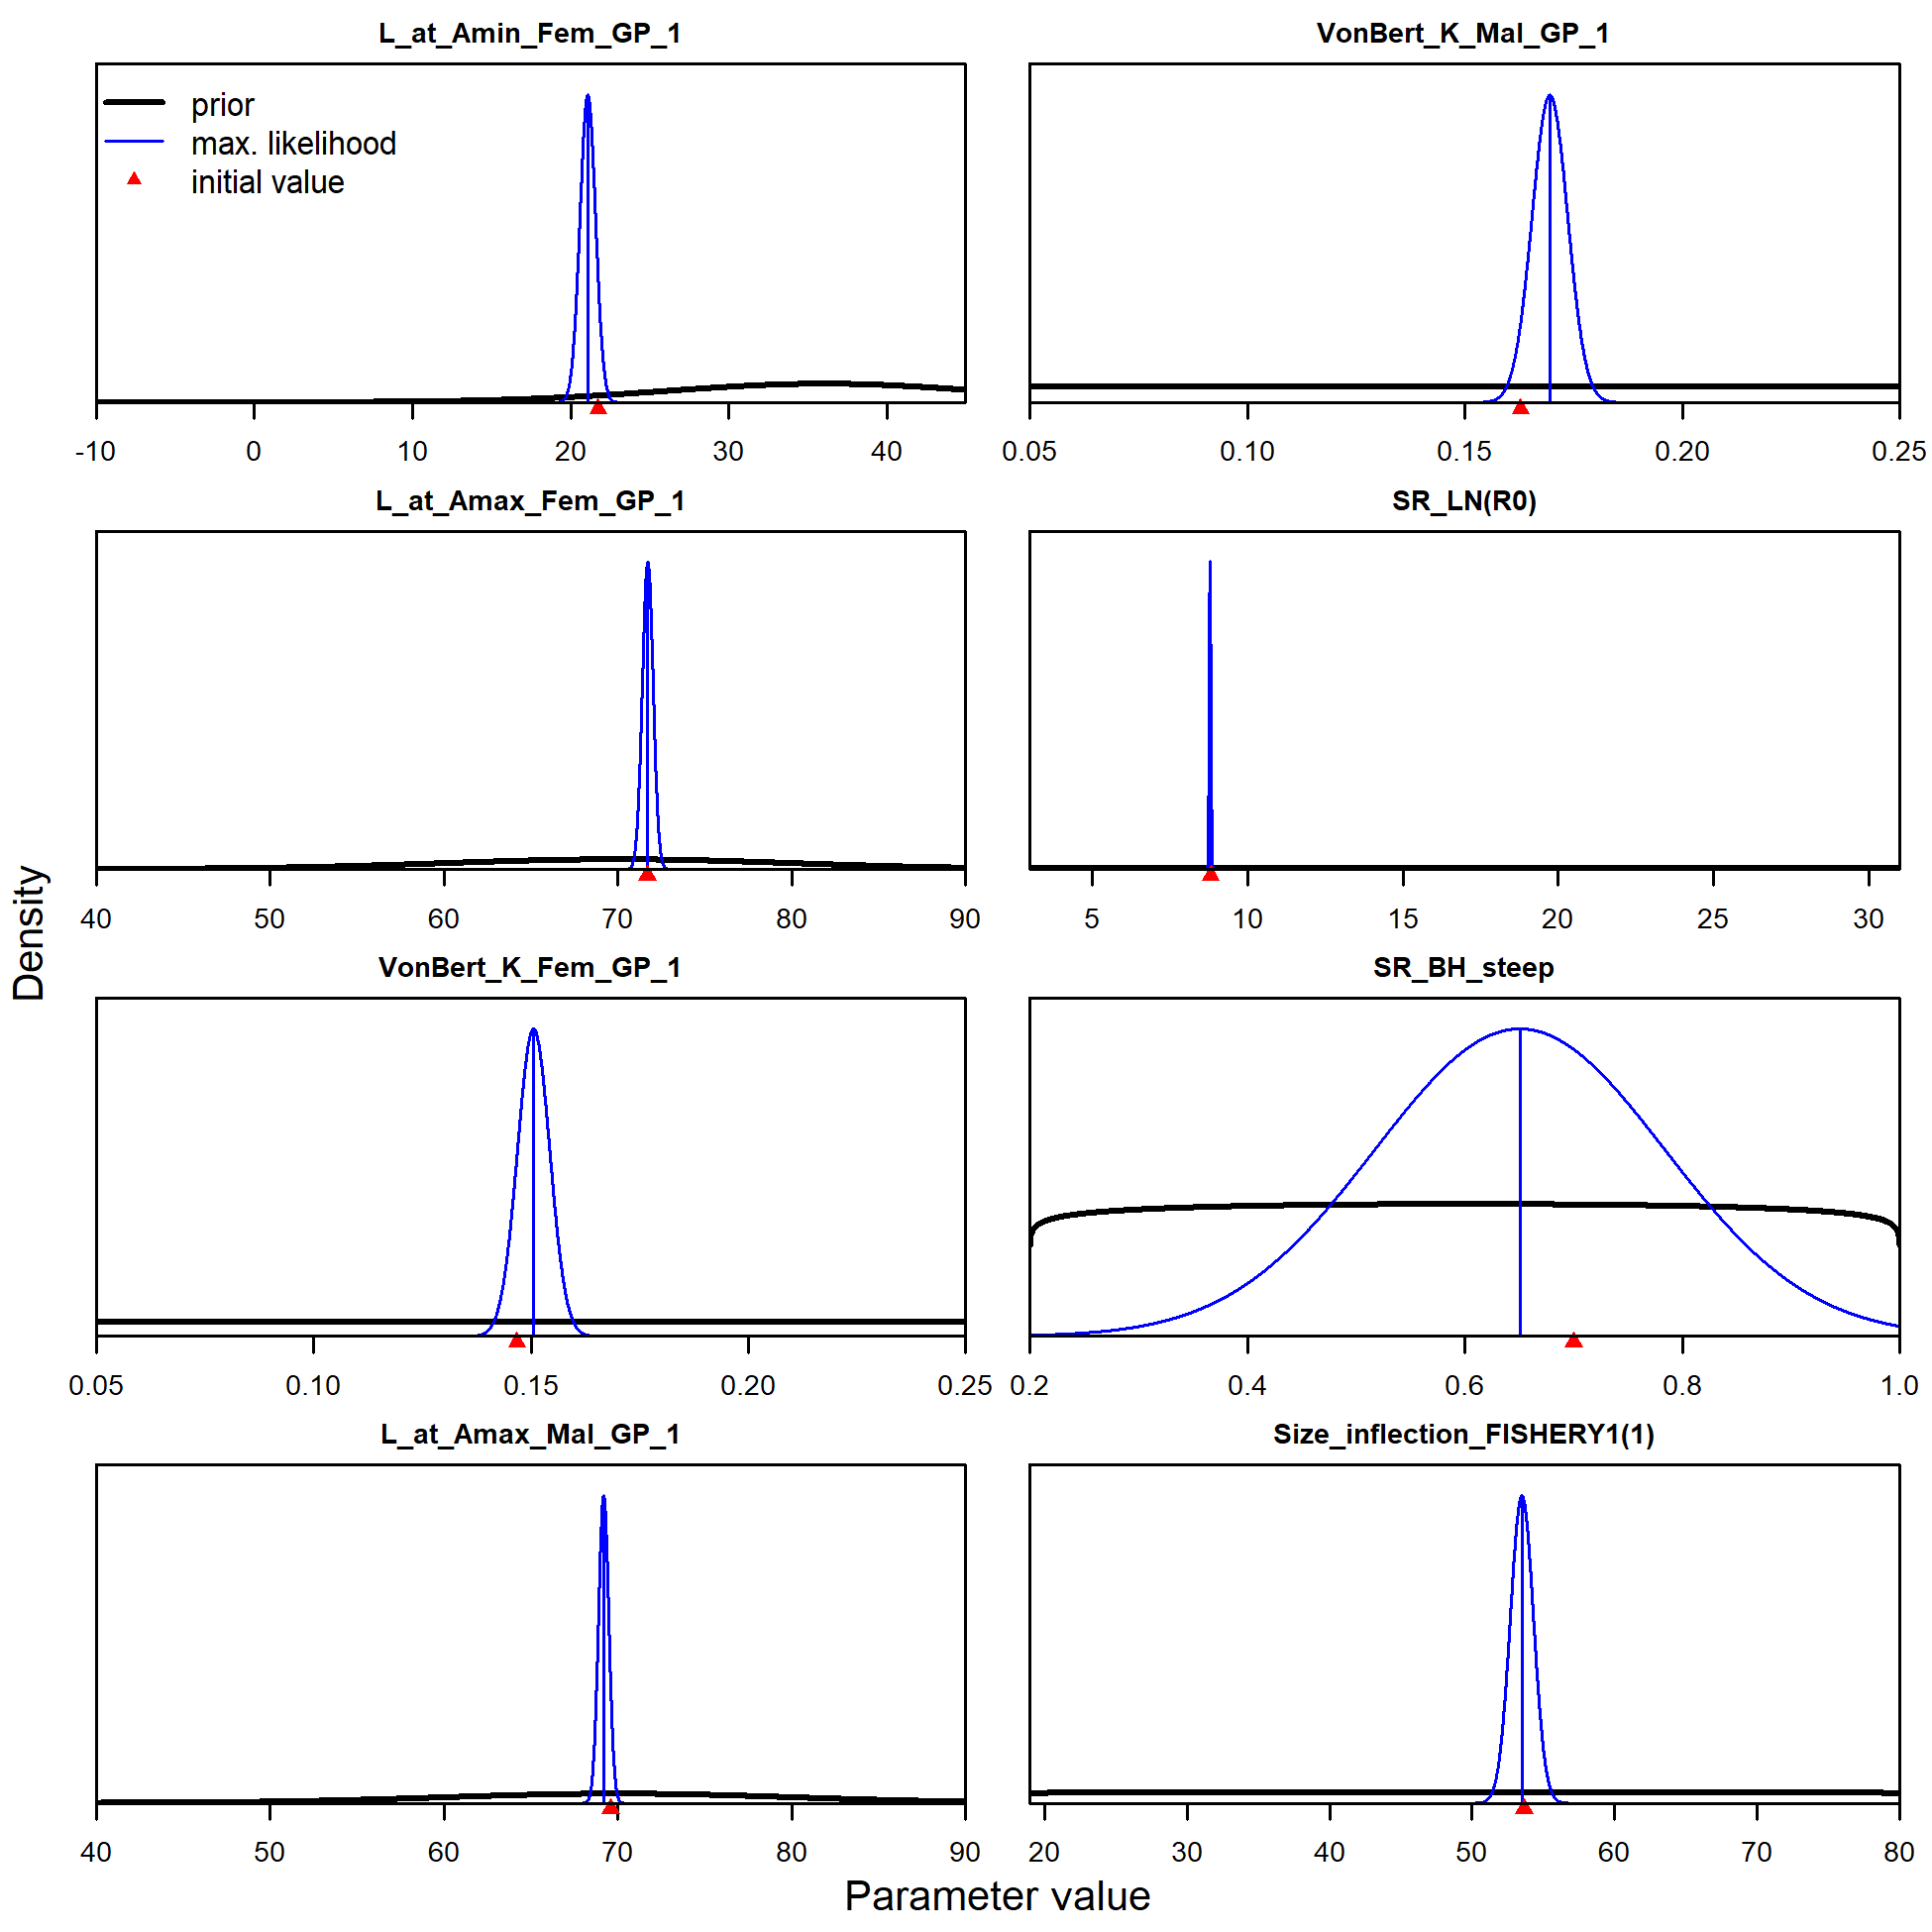 L_at_Amin_Fem_GP_1
prior
max. likelihood
initial value
-10 0 10 20 30 40
VonBert_K_Mal_GP_1
0.05 0.10 0.15 0.20 0.25
L_at_Amax_Fem_GP_1
40 50 60 70 80 90
SR_LN(R0)
5 10 15 20 25 30
VonBert_K_Fem_GP_1
0.05 0.10 0.15 0.20 0.25
SR_BH_steep
0.2 0.4 0.6 0.8 1.0
L_at_Amax_Mal_GP_1
40 50 60 70 80 90
Size_inflection_FISHERY1(1)
20 30 40 50 60 70 80
Density
Parameter value